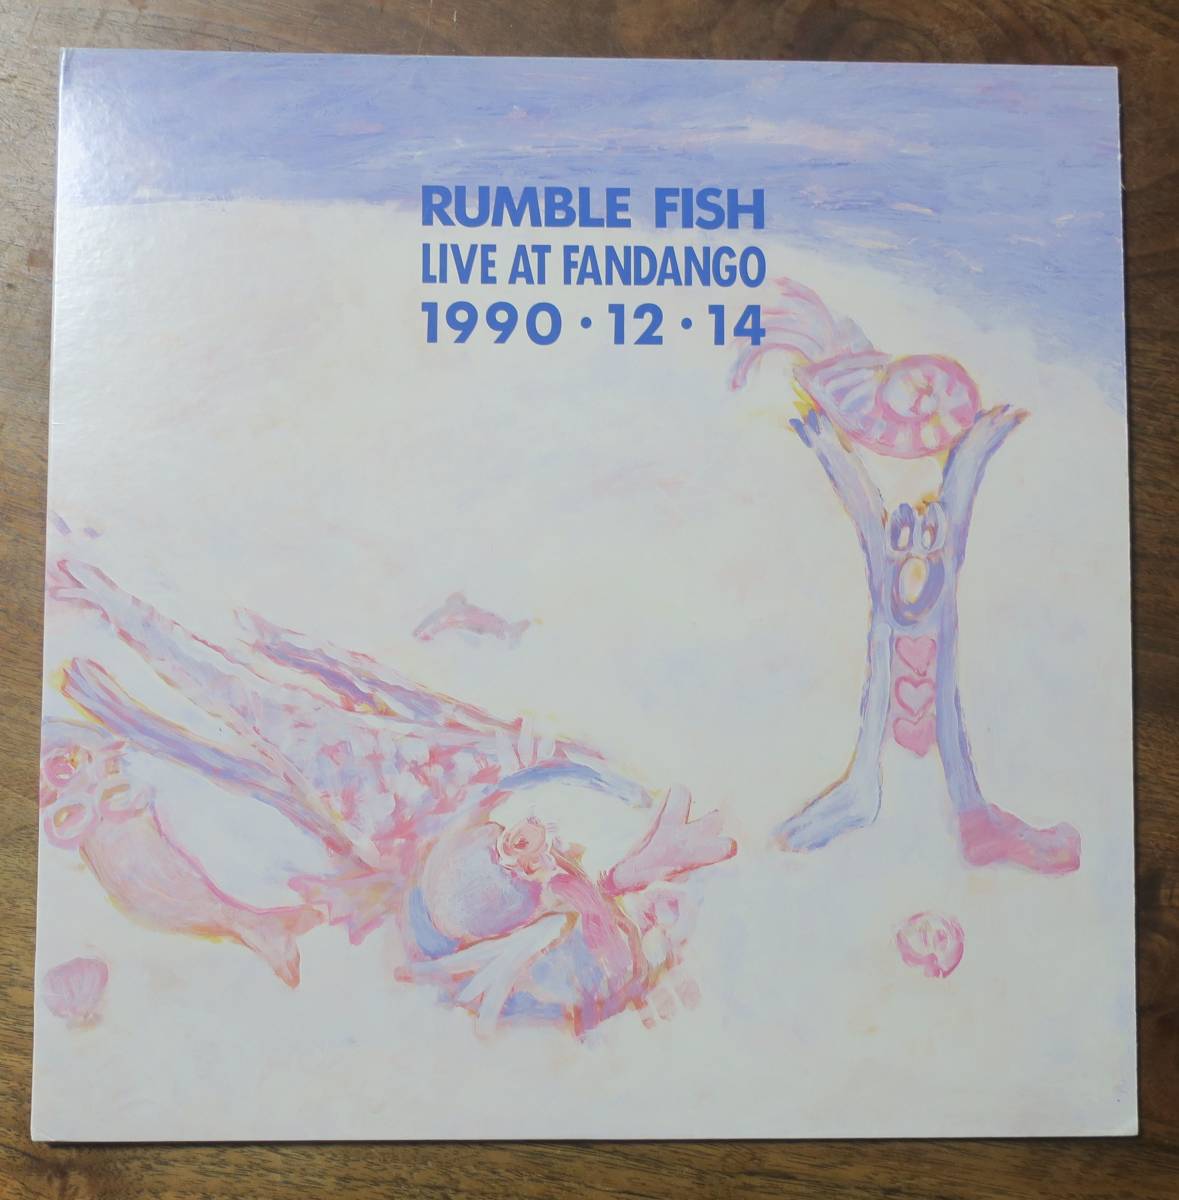 RUMBLE FISH
LIVE AT FANDANGO
1990・12・14